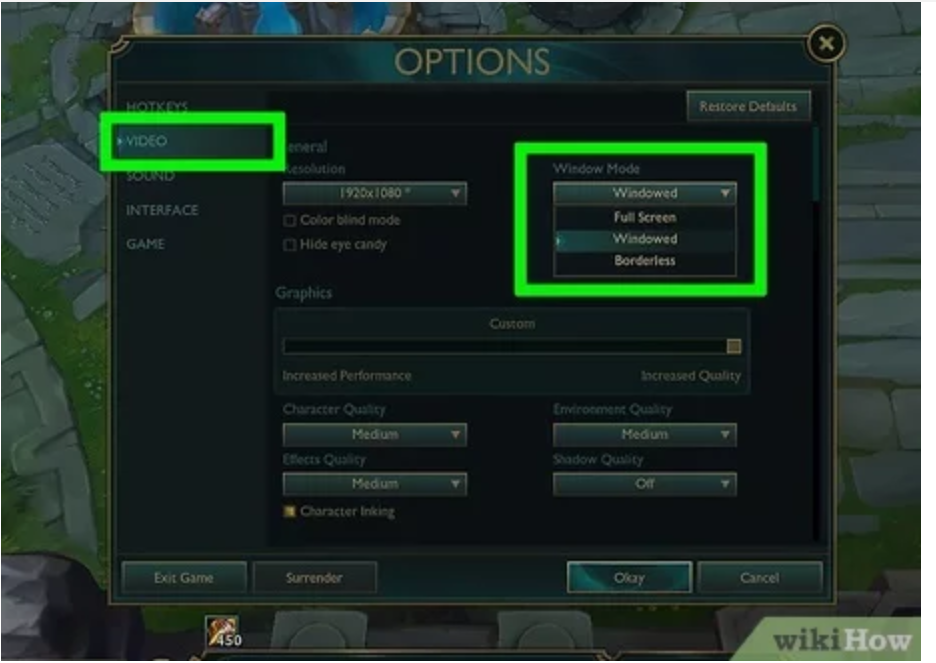 OPTIONS
HOTKEYS
Restore Defaults
VIDEO
General
SOUND
Resolution
Window Mode
1920x1080 *
Windowed
INTERFACE
Color blind mode
Full Screen
GAME
Hide eye candy
Windowed
Borderless
Graphics
Custom
Increased Performance
Increased Quality
Character Quality
Environment Quality
Medium
Medium
Effects Quality
Shadow Quality
Medium
Off
Character Inking
Exit Game
Surrender
Okay
Cancel
450
wikiHow